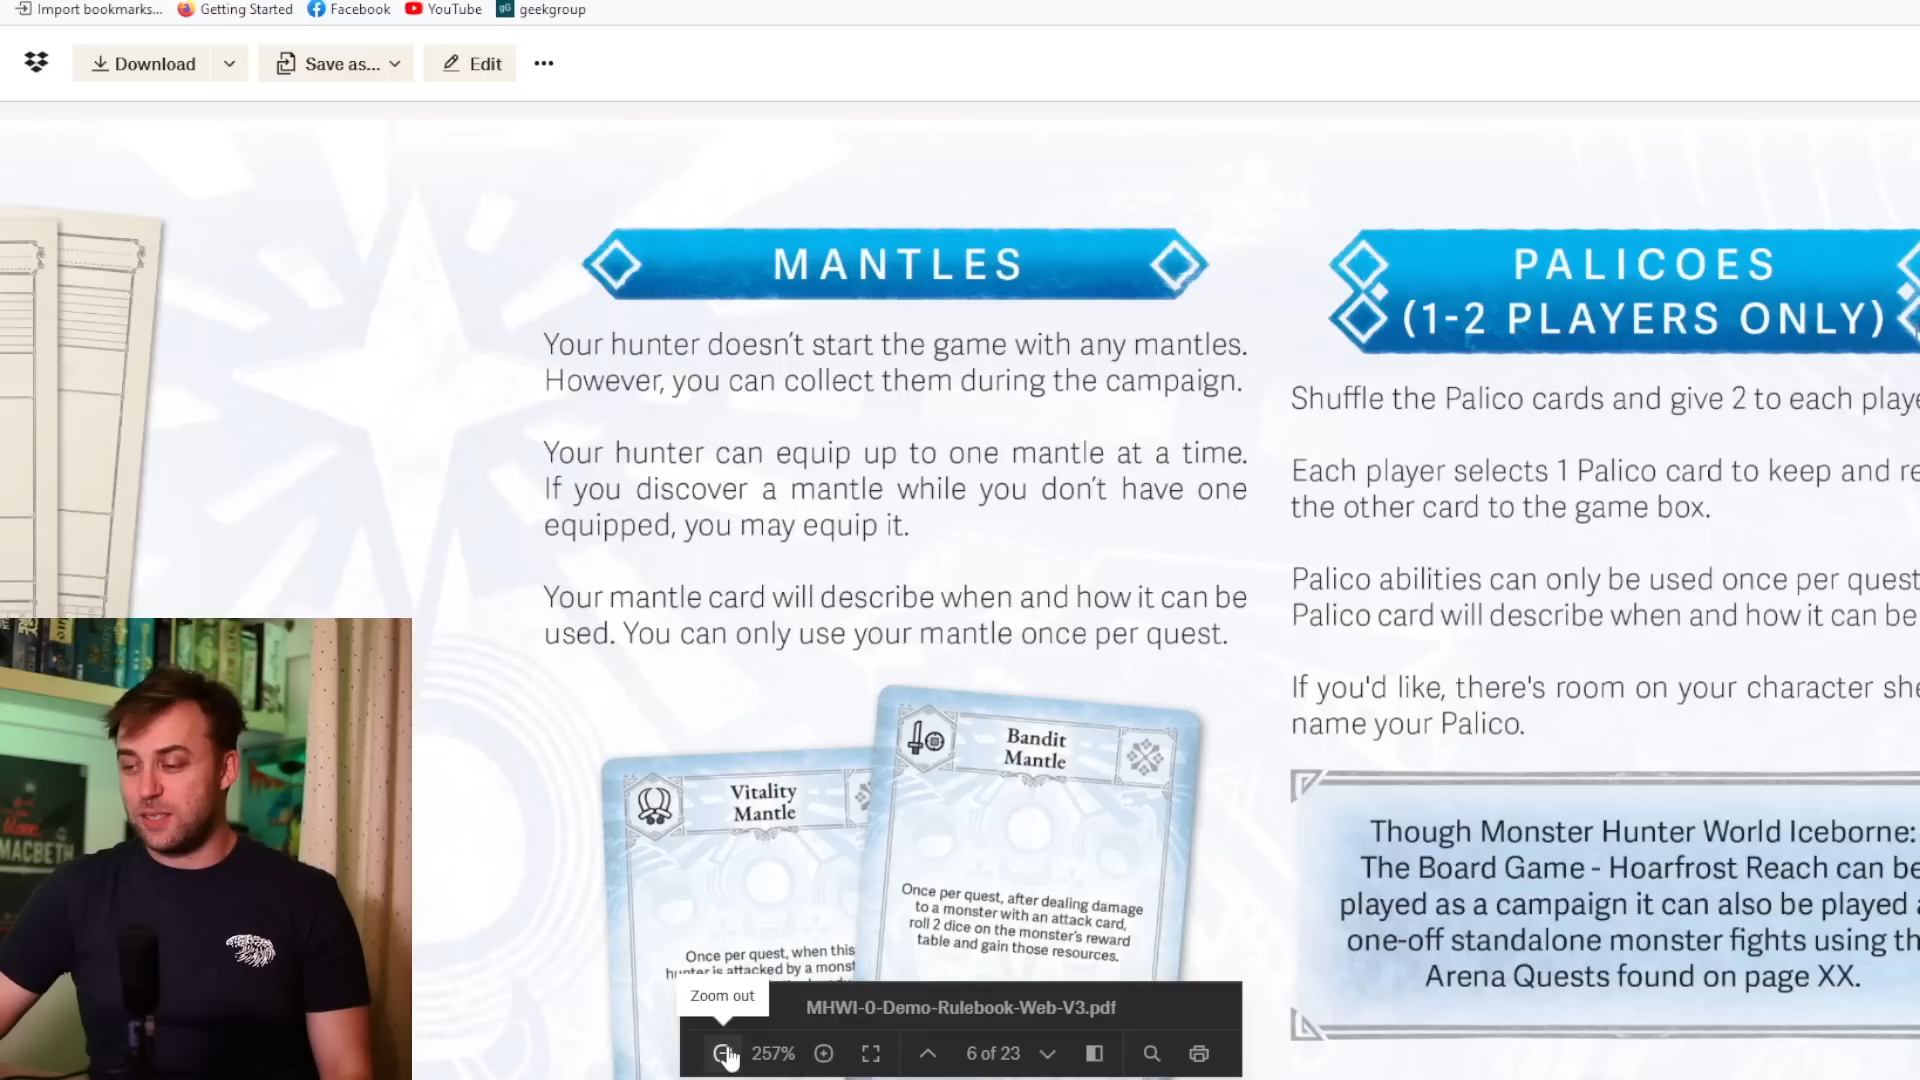 Import bookmarks...
Getting Started
Facebook
YouTube
gG
geekgroup
Download
Save as...
Edit
MANTLES
Your hunter doesn't start the game with any mantles.
However, you can collect them during the campaign.
Your hunter can equip up to one mantle at a time.
If you discover a mantle while you don't have one
equipped, you may equip it.
Your mantle card will describe when and how it can be
used. You can only use your mantle once per quest.
Vitality
Mantle
Once per quest, when this
hunter is attacked by a monst
Bandit
Mantle
Once per quest, after dealing damage
to a monster with an attack card,
roll 2 dice on the monster's reward
table and gain those resources.
PALICOES
(1-2 PLAYERS ONLY)
Shuffle the Palico cards and give 2 to each playe
Each player selects 1 Palico card to keep and re
the other card to the game box.
Palico abilities can only be used once per quest
Palico card will describe when and how it can be
If you'd like, there's room on your character she
name your Palico.
Though Monster Hunter World Iceborne:
The Board Game - Hoarfrost Reach can be
played as a campaign it can also be played a
one-off standalone monster fights using th
Arena Quests found on page XX.
MACBETH
Zoom out
MHWI-0-Demo-Rulebook-Web-V3.pdf
257%
6 of 23